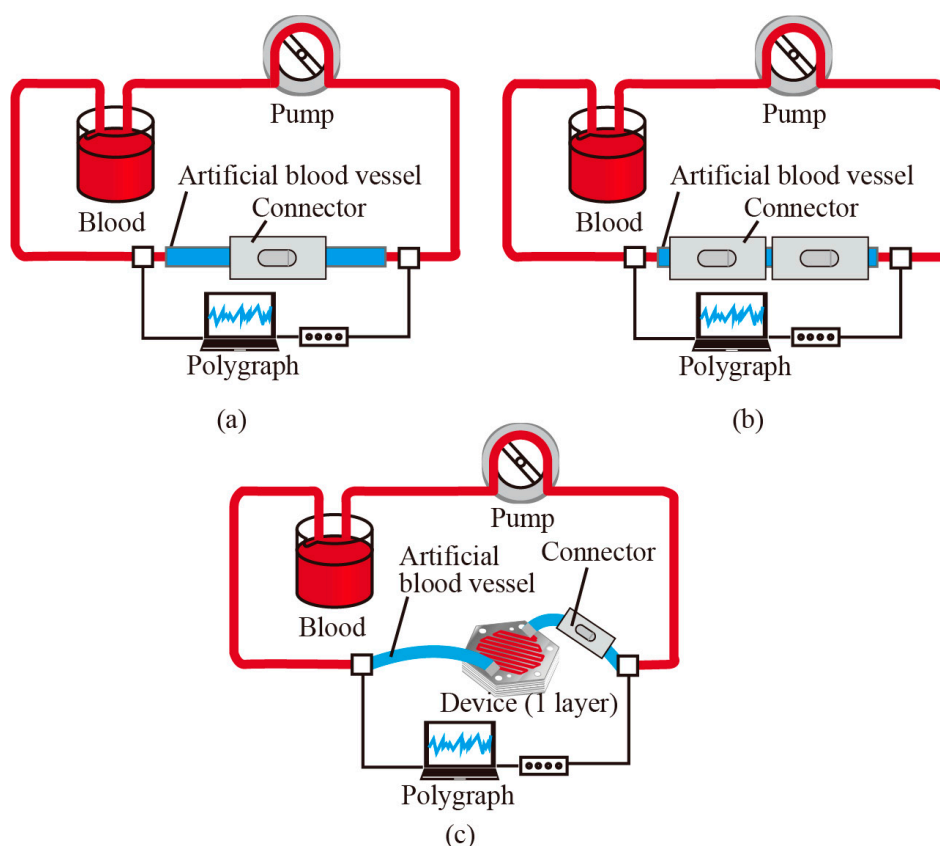 Pump
Artificial blood vessel
Connector
Blood
Polygraph
(a)
Pump
Artificial blood vessel
Connector
Blood
Polygraph
(b)
Pump
Connector
Artificial
blood vessel
Blood
Device (1 layer)
Polygraph
(c)